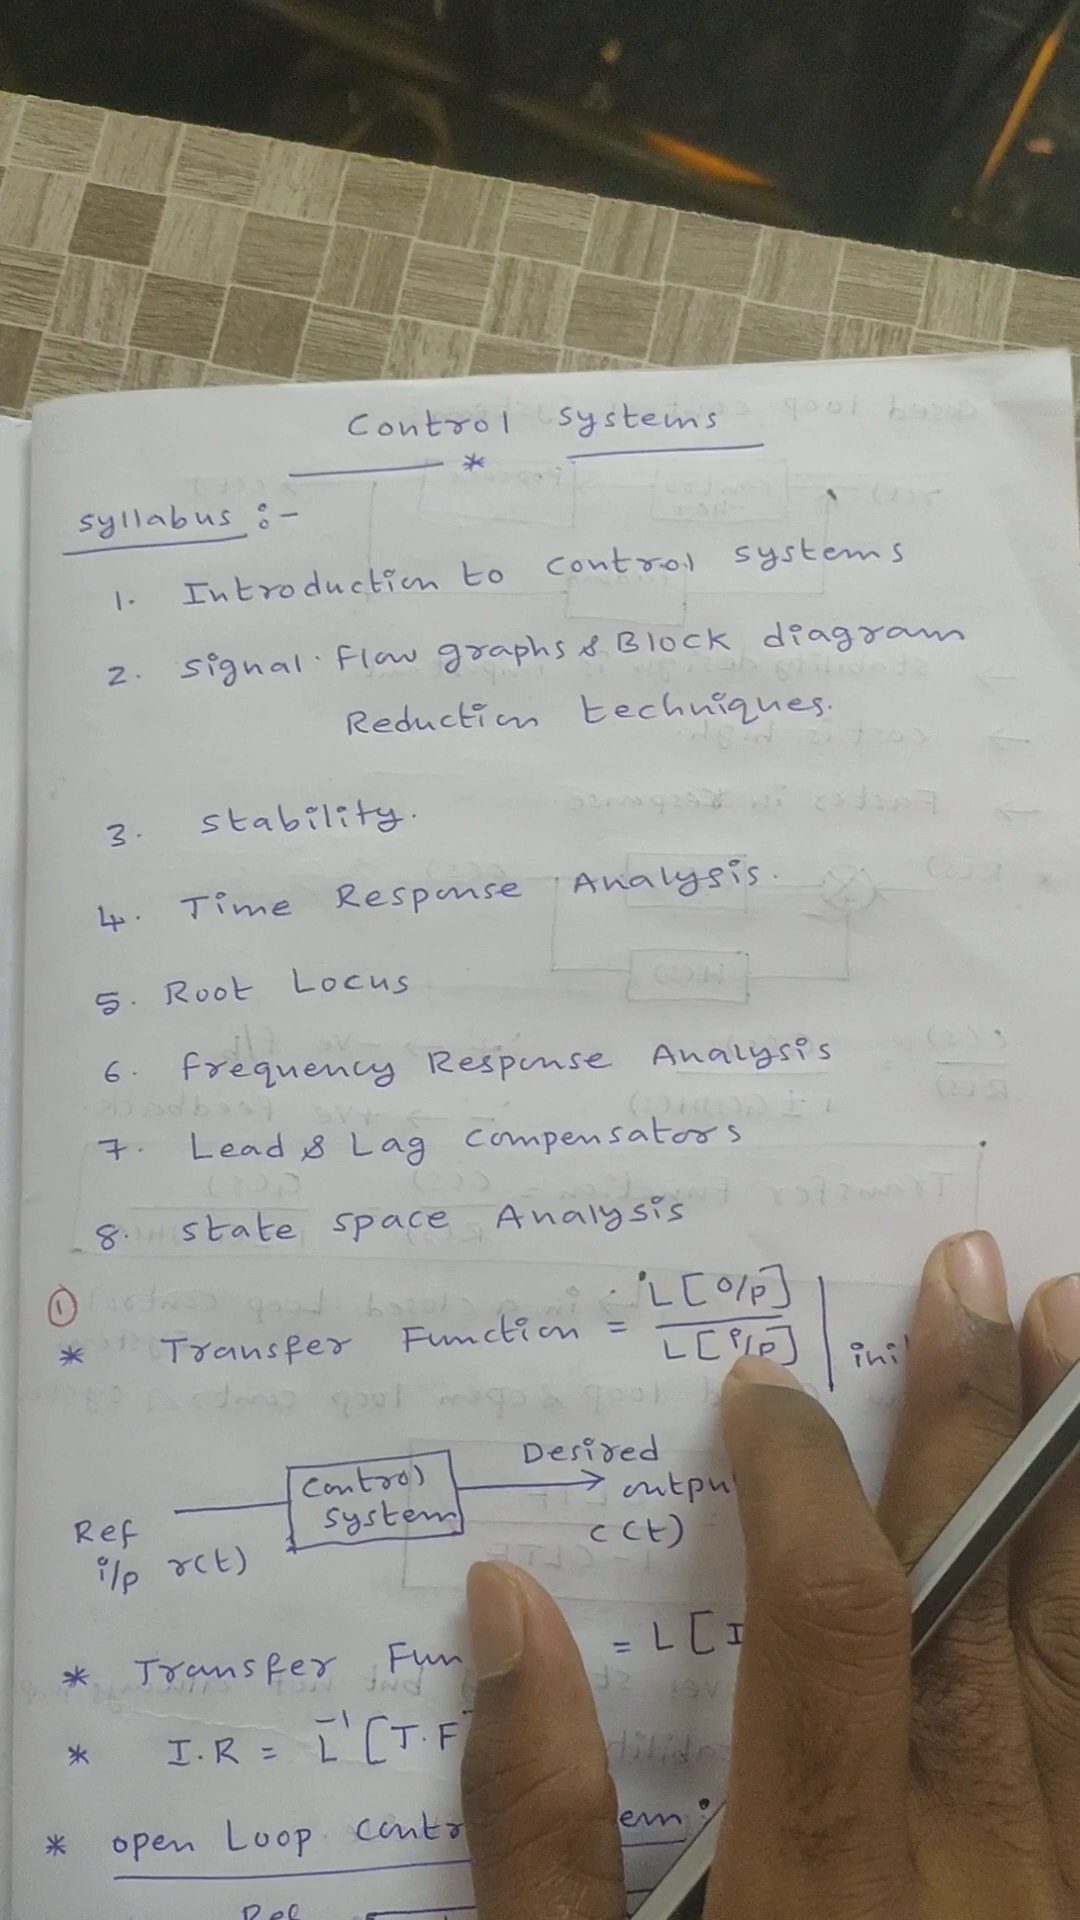 Control systems
*
syllabus :-
1. Introduction to control systems
2. Signal Flow graphs & Block diagram
Reduction techniques.
3. Stability.
4. Time Response Analysis.
5. Root Locus
6. Frequency Response Analysis
7. Lead & Lag compensators
8. State space Analysis
①
* Transfer Function = L[o/p] / L[i/p] |
Ref i/p r(t)
Control system
Desired
c(t)
* Transfer = L[I
* I.R = L⁻¹[T.F
* open Loop
Ref